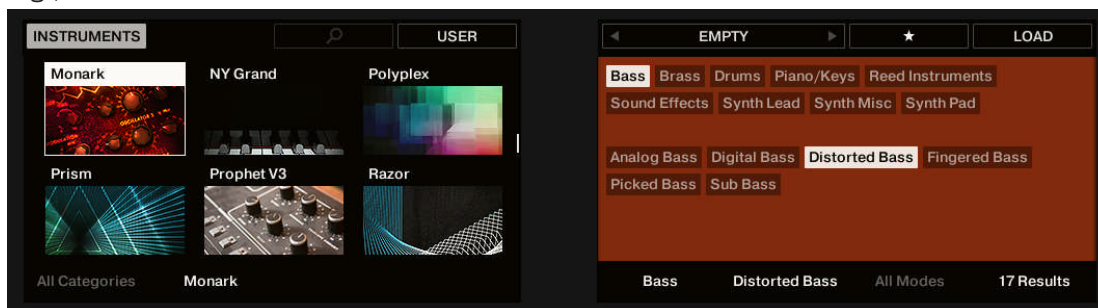 INSTRUMENTS USER
Monark NY Grand Polyplex
Prism Prophet V3 Razor
All Categories Monark
EMPTY ★ LOAD
Bass Brass Drums Piano/Keys Reed Instruments
Sound Effects Synth Lead Synth Misc Synth Pad
Analog Bass Digital Bass Distorted Bass Fingered Bass
Picked Bass Sub Bass
Bass Distorted Bass All Modes 17 Results